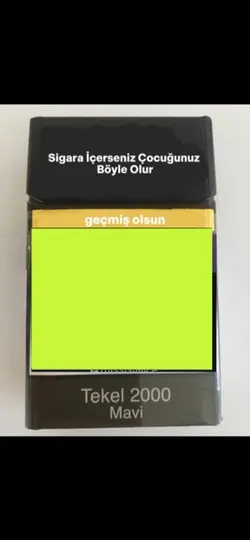 Sigara İçerseniz Çocuğunuz
Böyle Olur
geçmiş olsun
Tekel 2000
Mavi